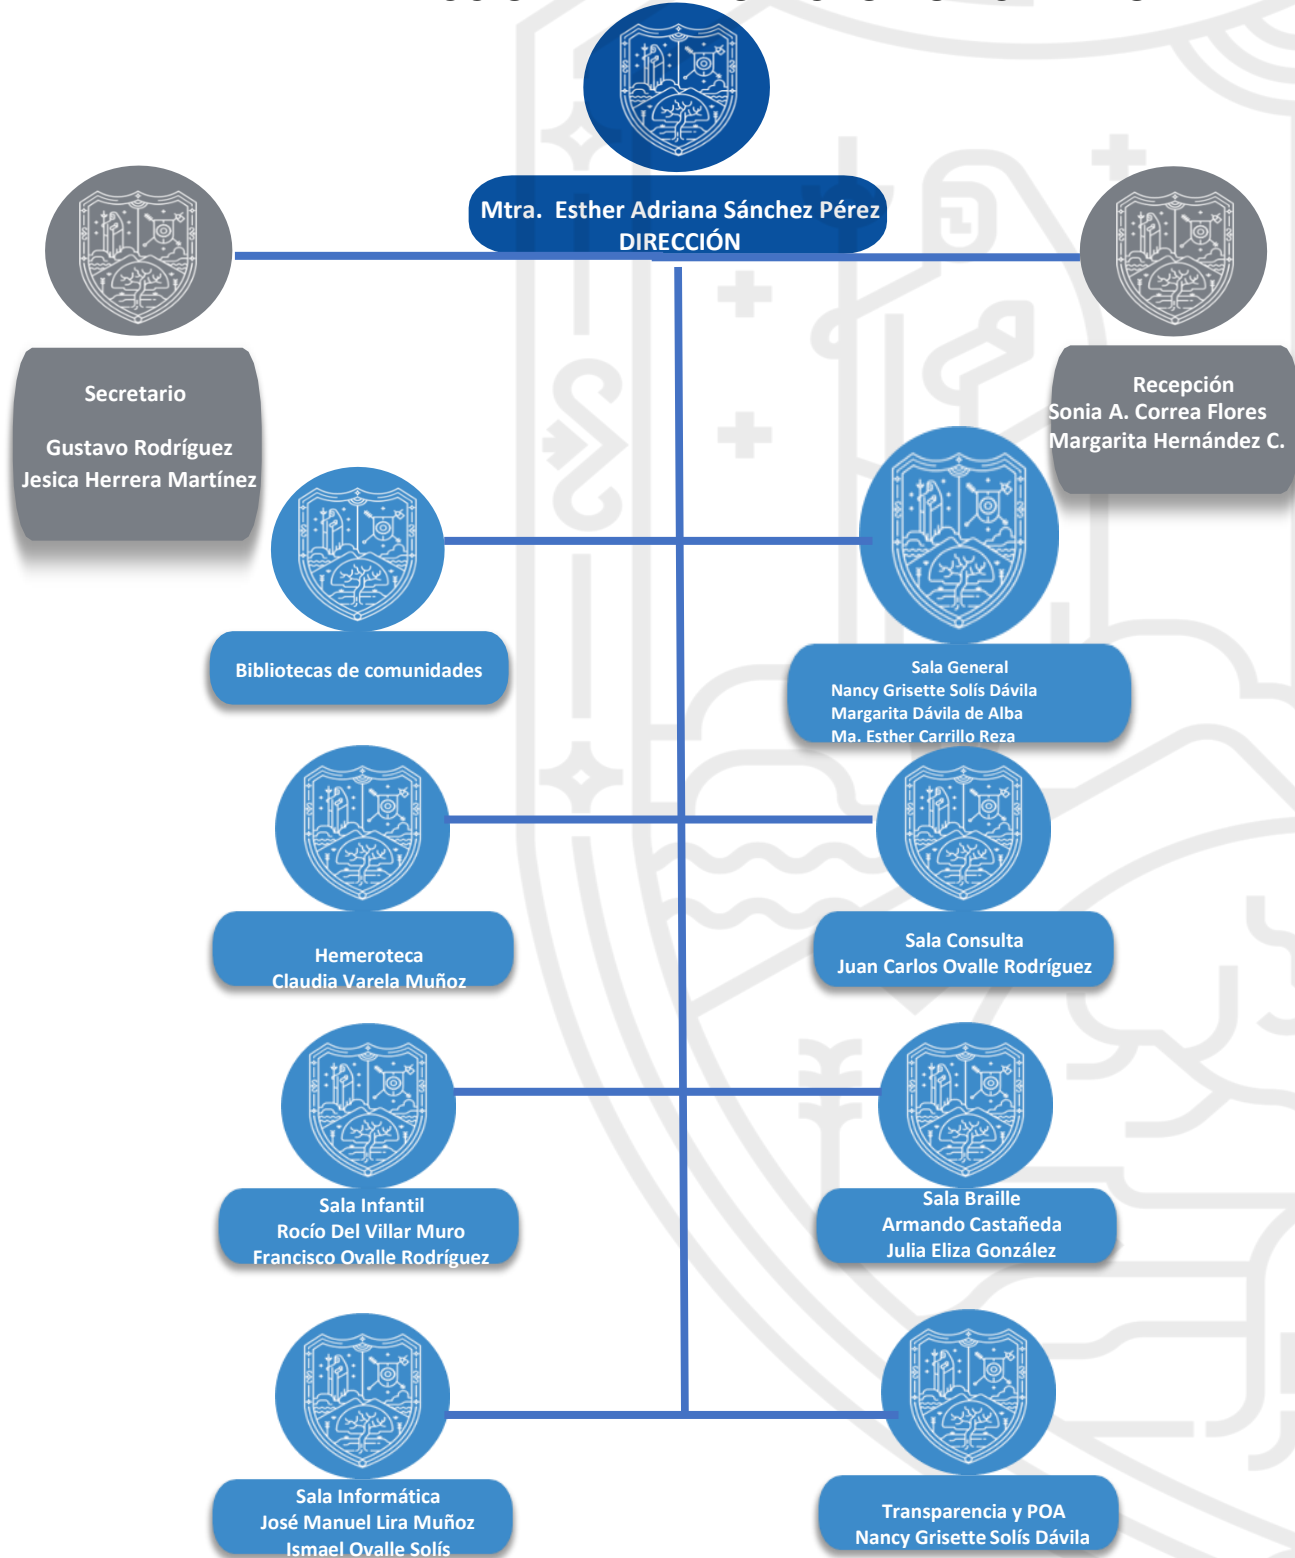 Mtra. Esther Adriana Sánchez Pérez
DIRECCIÓN
Secretario
Gustavo Rodríguez
Jesica Herrera Martínez
Recepción
Sonia A. Correa Flores
Margarita Hernández C.
Bibliotecas de comunidades
Sala General
Nancy Grisette Solís Dávila
Margarita Dávila de Alba
Ma. Esther Carrillo Reza
Hemeroteca
Claudia Varela Muñoz
Sala Consulta
Juan Carlos Ovalle Rodríguez
Sala Infantil
Rocío Del Villar Muro
Francisco Ovalle Rodríguez
Sala Braille
Armando Castañeda
Julia Eliza González
Sala Informática
José Manuel Lira Muñoz
Ismael Ovalle Solís
Transparencia y POA
Nancy Grisette Solís Dávila